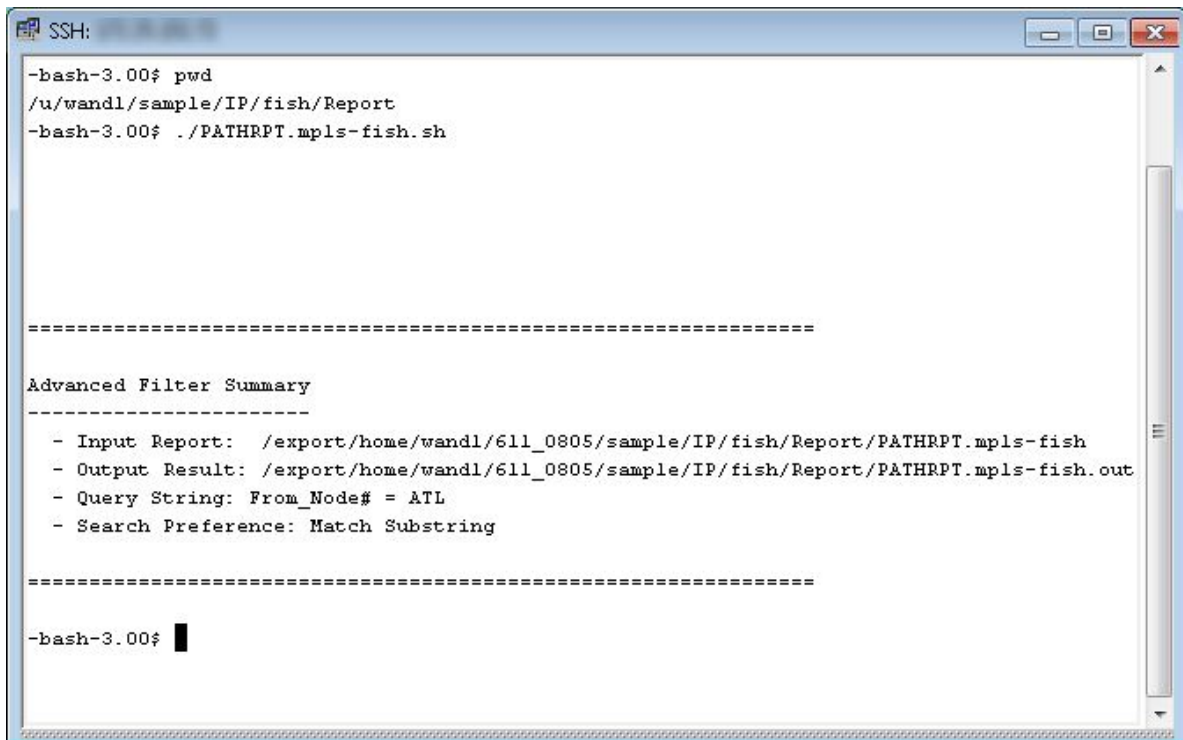 SSH:
-bash-3.00$ pwd
/u/wandl/sample/IP/fish/Report
-bash-3.00$ ./PATHRPT.mpls-fish.sh
================================================================
Advanced Filter Summary
-----------------------
- Input Report:  /export/home/wandl/611_0805/sample/IP/fish/Report/PATHRPT.mpls-fish
- Output Result: /export/home/wandl/611_0805/sample/IP/fish/Report/PATHRPT.mpls-fish.out
- Query String: From_Node# = ATL
- Search Preference: Match Substring
================================================================
-bash-3.00$